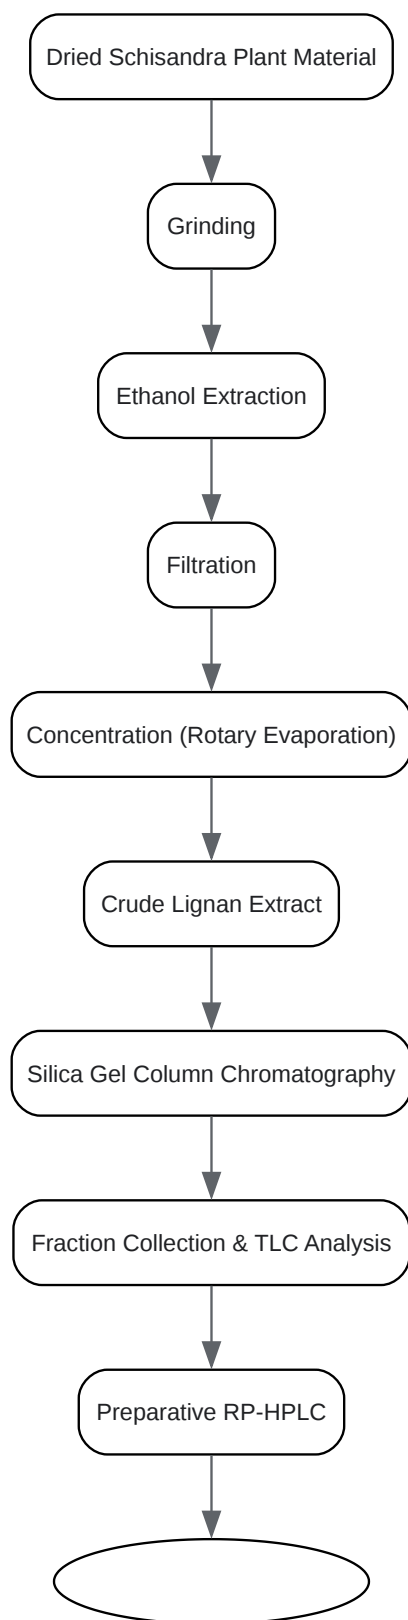 Dried Schisandra Plant Material
Grinding
Ethanol Extraction
Filtration
Concentration (Rotary Evaporation)
Crude Lignan Extract
Silica Gel Column Chromatography
Fraction Collection & TLC Analysis
Preparative RP-HPLC